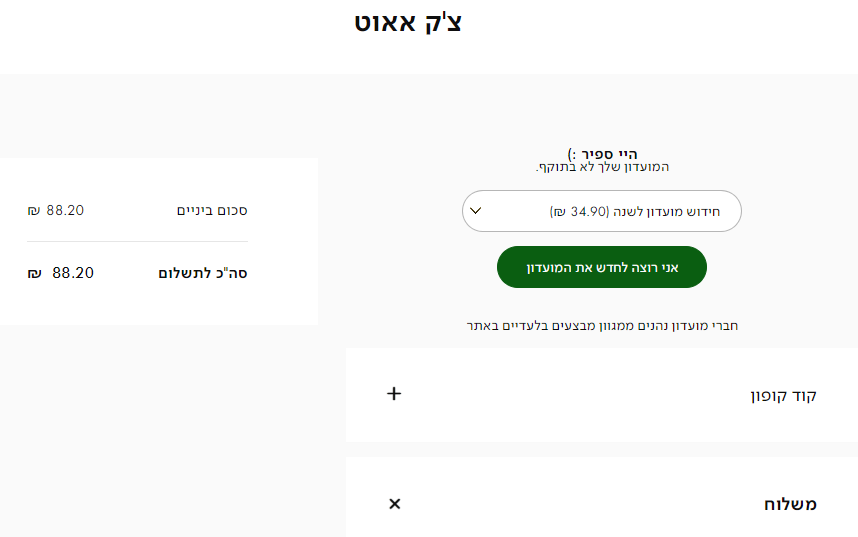 צ'ק אאוט
היי ספיר :)
המועדון שלך לא בתוקף.
חידוש מועדון לשנה (34.90 ₪)
אני רוצה לחדש את המועדון
חברי מועדון נהנים ממגוון מבצעים בלעדיים באתר
קוד קופון
משלוח
סכום ביניים 88.20 ₪
סה"כ לתשלום 88.20 ₪